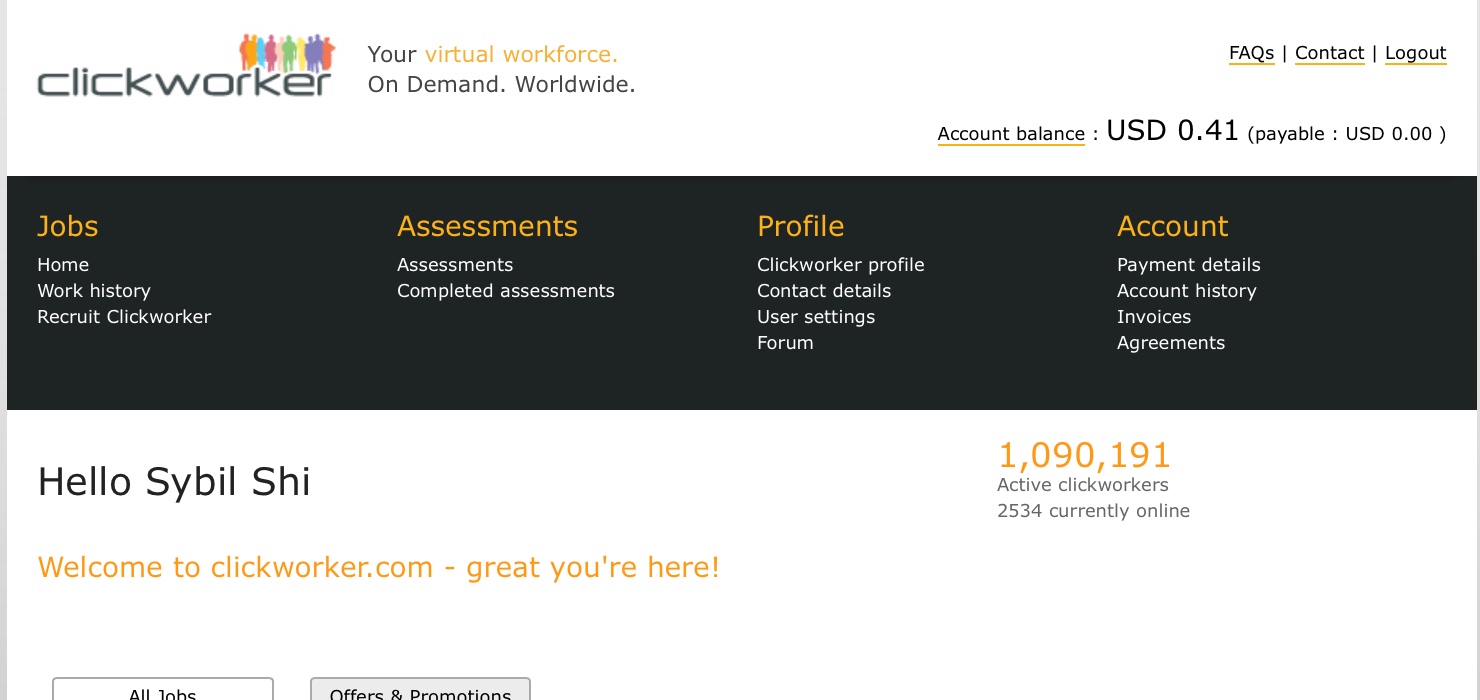 clickworker
Your virtual workforce.
On Demand. Worldwide.
FAQs | Contact | Logout
Account balance : USD 0.41 (payable : USD 0.00 )
Jobs
Home
Work history
Recruit Clickworker
Assessments
Assessments
Completed assessments
Profile
Clickworker profile
Contact details
User settings
Forum
Account
Payment details
Account history
Invoices
Agreements
Hello Sybil Shi
1,090,191
Active clickworkers
2534 currently online
Welcome to clickworker.com - great you're here!
All Jobs
Offers & Promotions